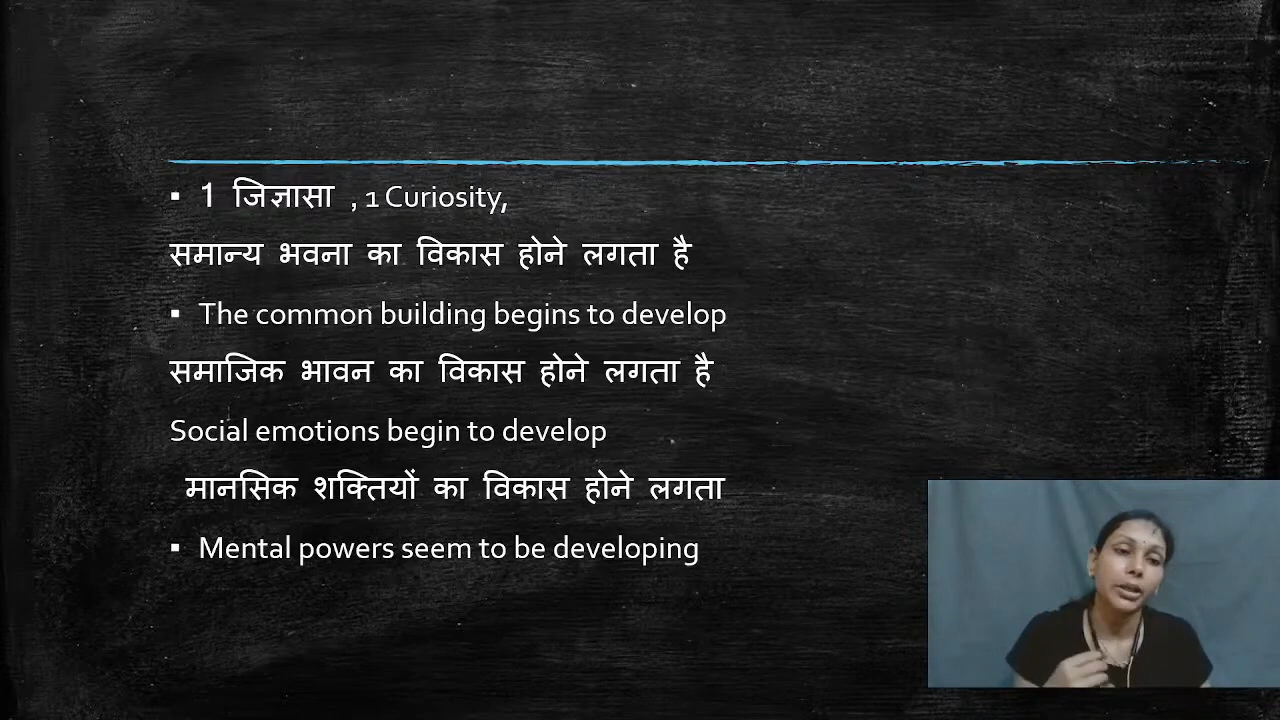 ▪ 1 जिज्ञासा , 1 Curiosity,
समान्य भवना का विकास होने लगता है
▪ The common building begins to develop
समाजिक भावन का विकास होने लगता है
Social emotions begin to develop
मानसिक शक्तियों का विकास होने लगता
▪ Mental powers seem to be developing